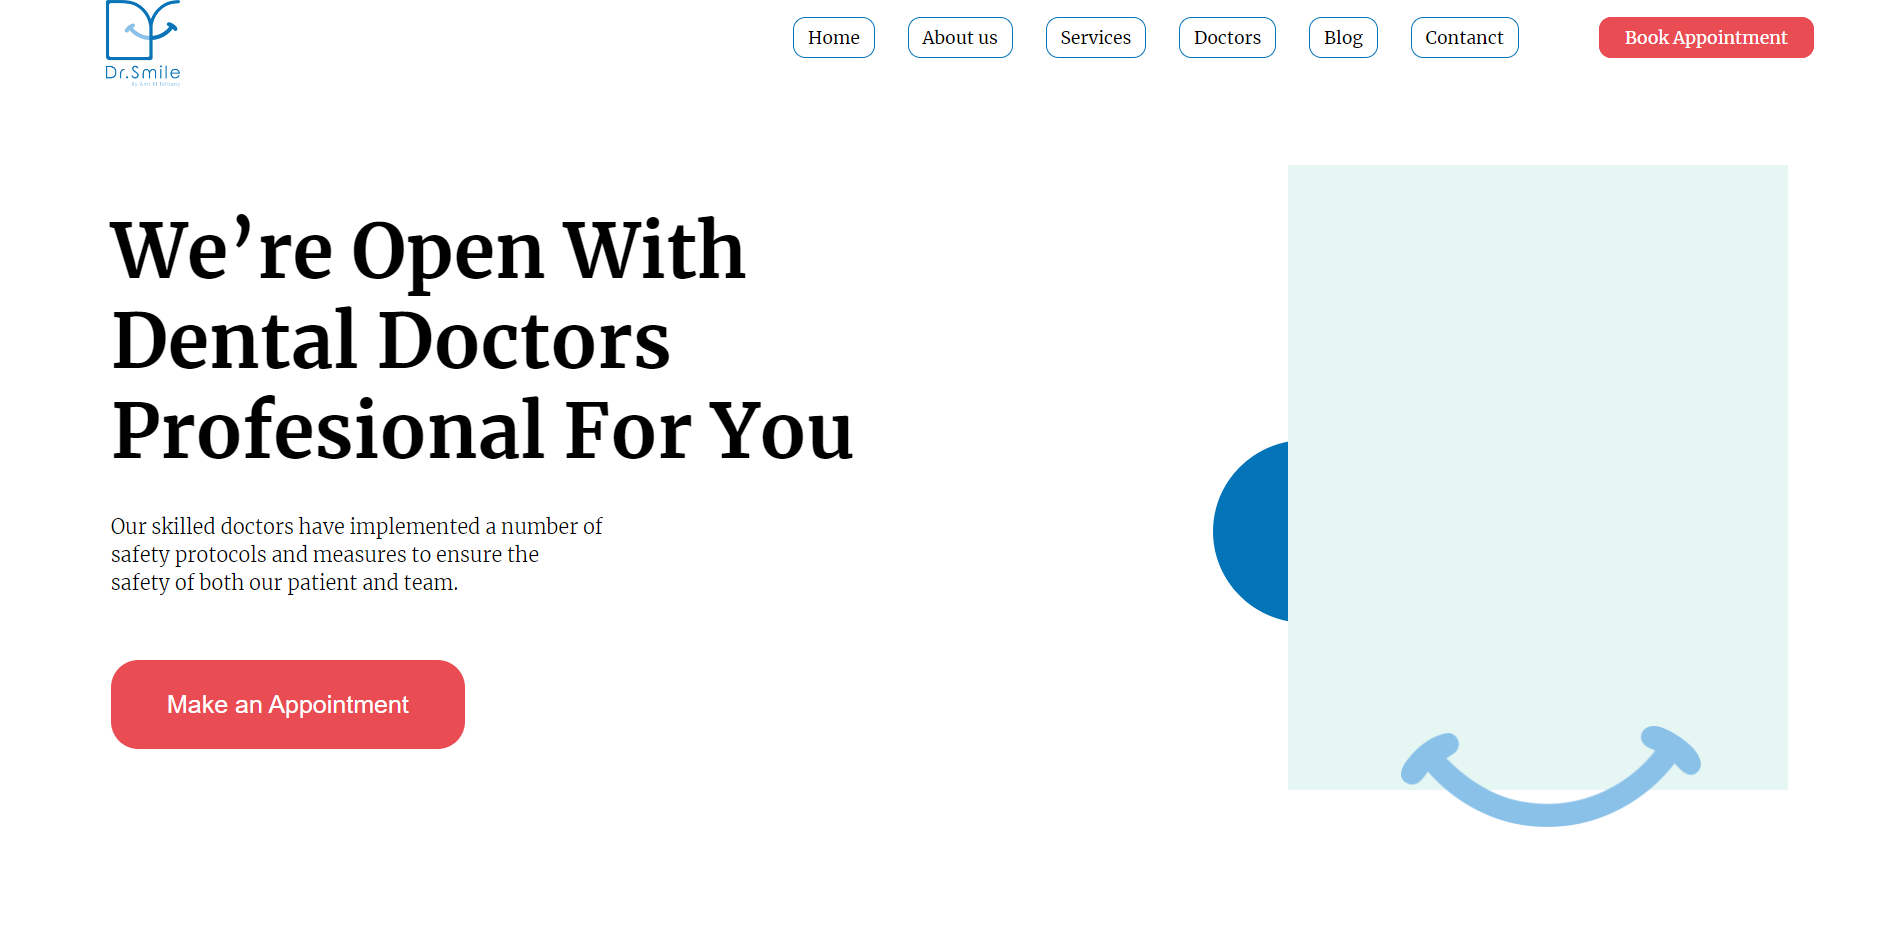 Dr.Smile
Home
About us
Services
Doctors
Blog
Contanct
Book Appointment
We’re Open With
Dental Doctors
Profesional For You
Our skilled doctors have implemented a number of
safety protocols and measures to ensure the
safety of both our patient and team.
Make an Appointment